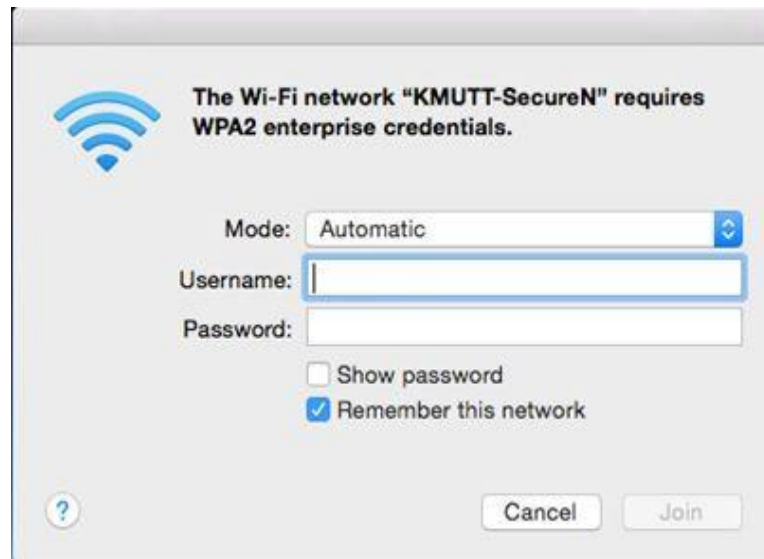 The Wi-Fi network “KMUTT-SecureN” requires
WPA2 enterprise credentials.
Mode: Automatic
Username:
Password:
Show password
Remember this network
? Cancel Join